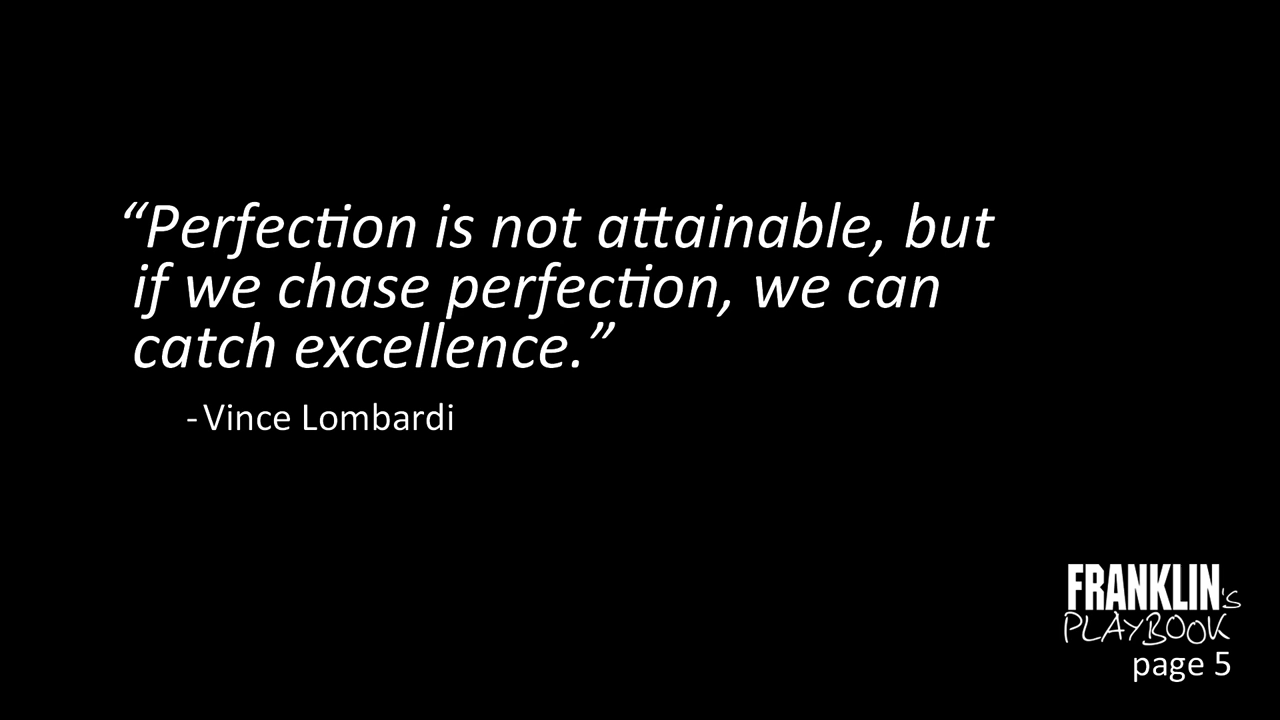 “Perfection is not attainable, but
if we chase perfection, we can
catch excellence.”
- Vince Lombardi
FRANKLIN's
PLAYBOOK
page 5